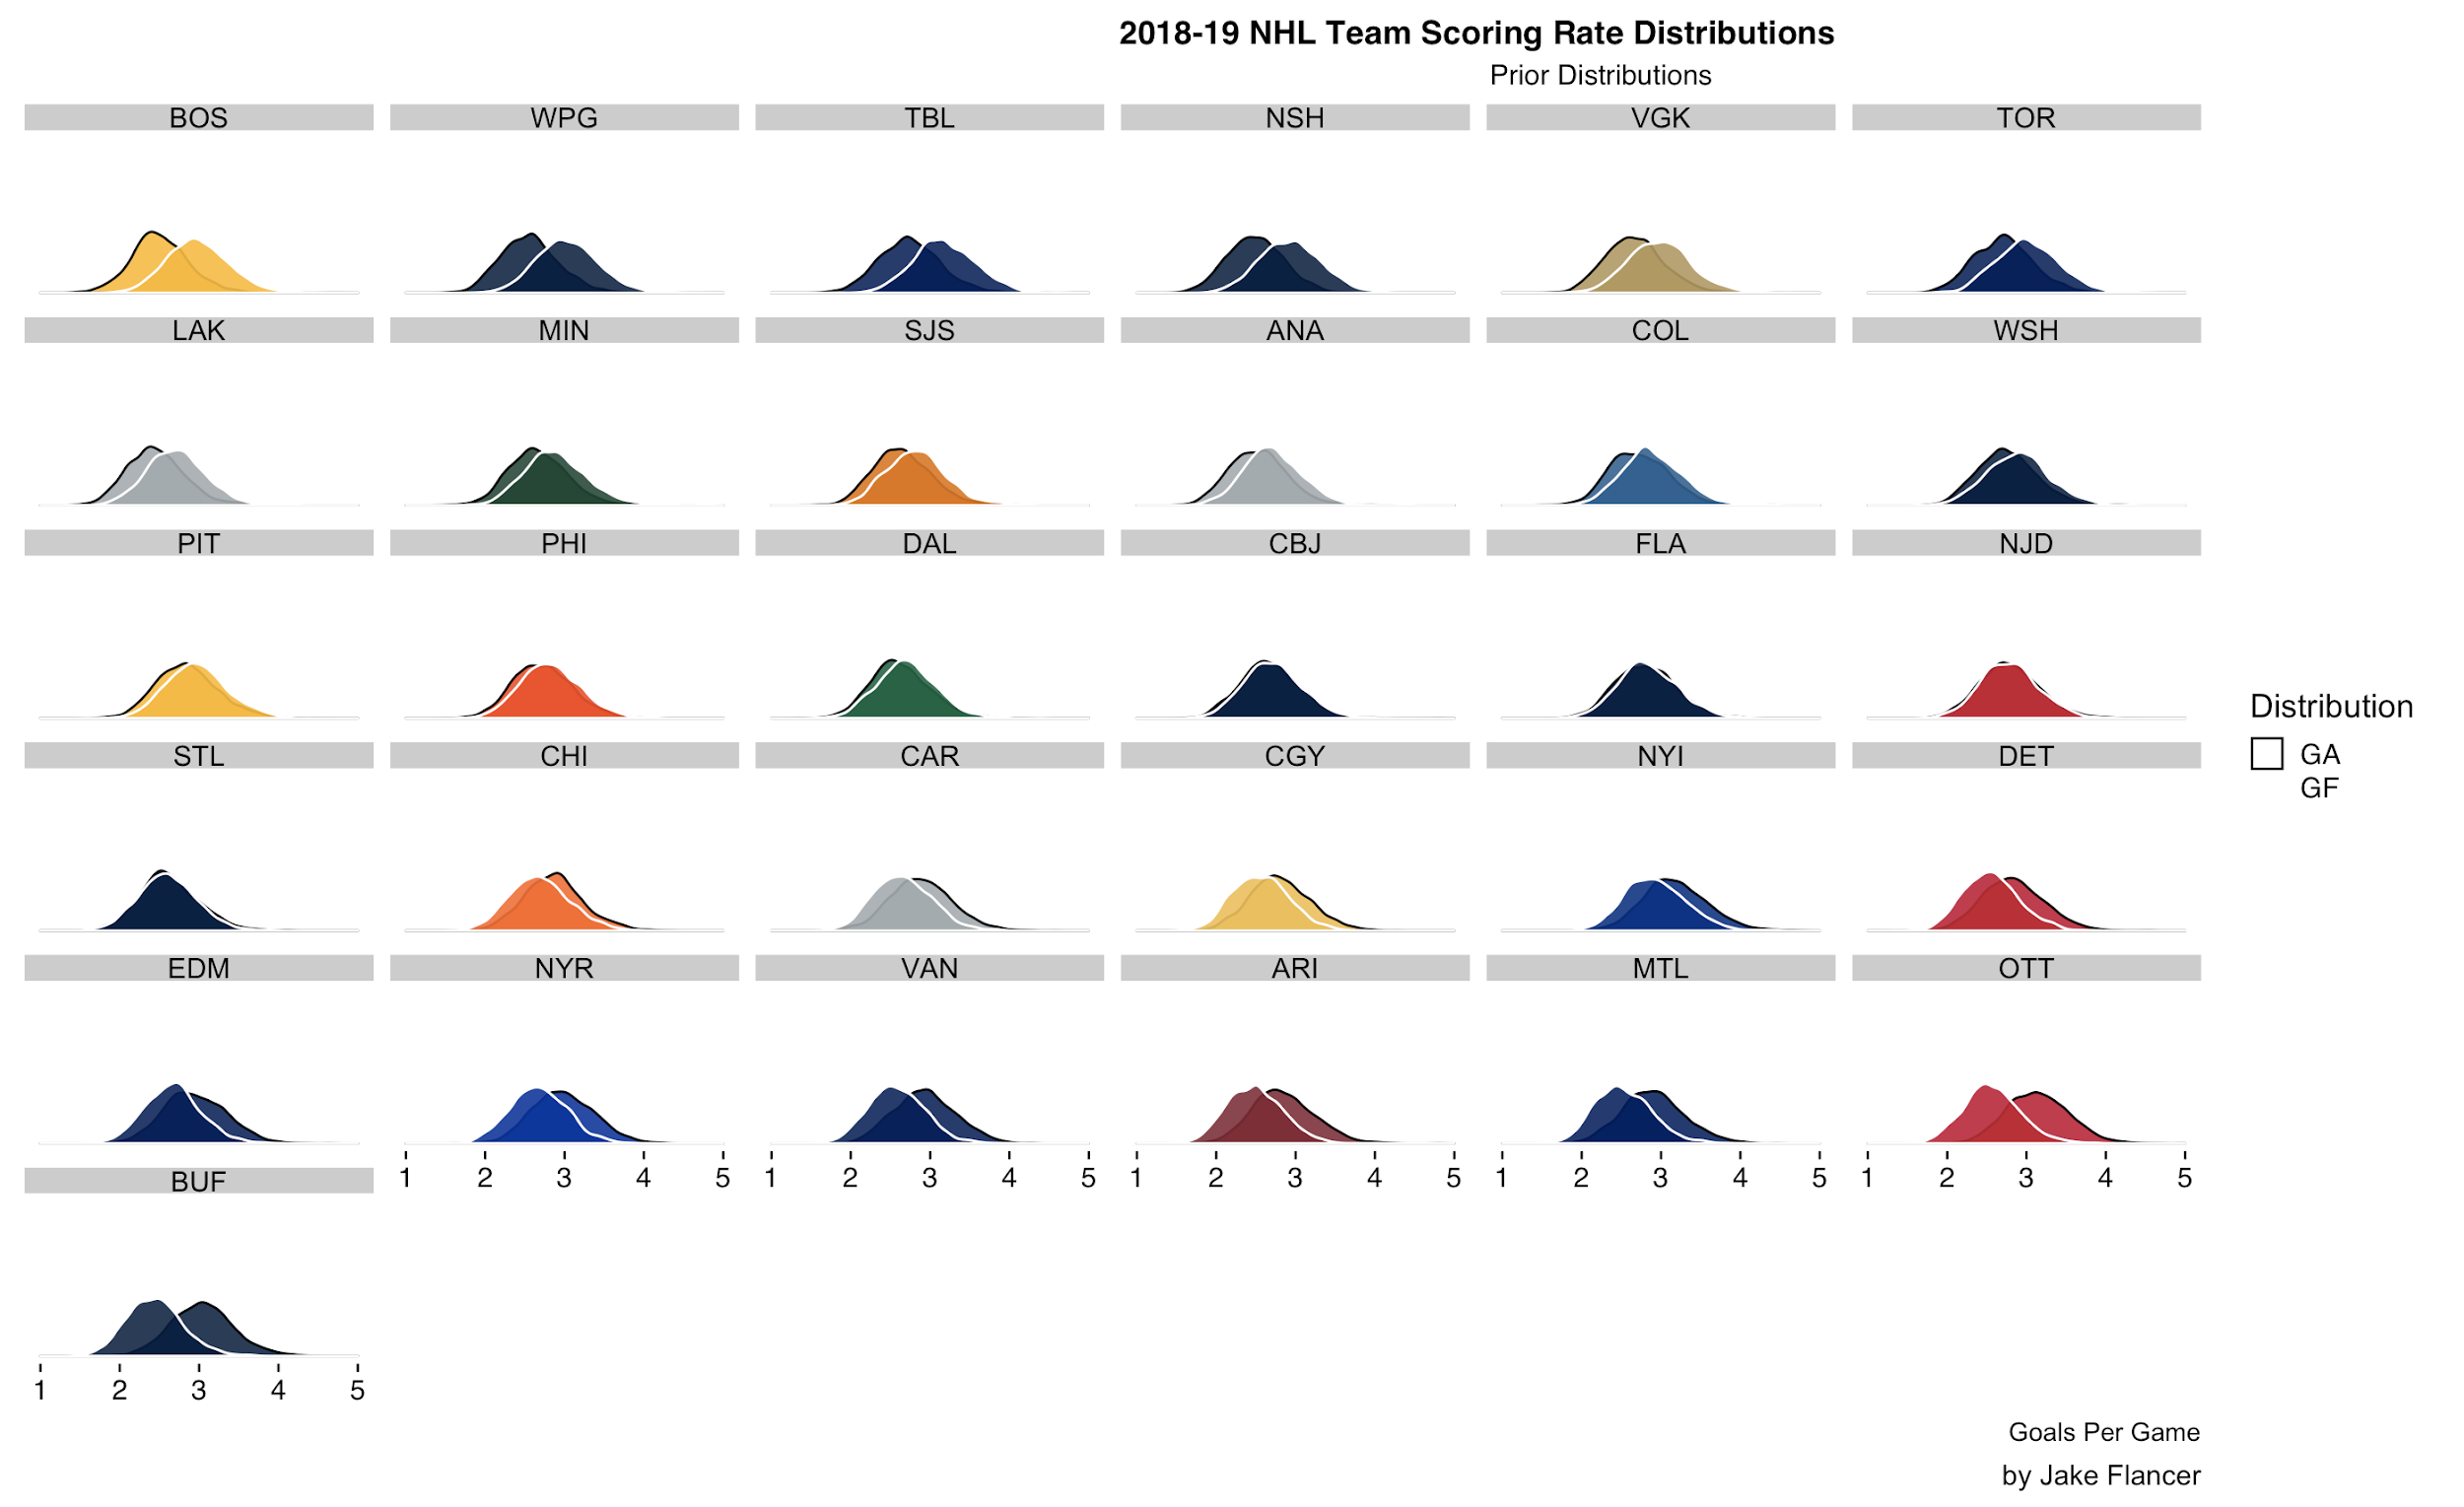 2018-19 NHL Team Scoring Rate Distributions
Prior Distributions
BOS WPG TBL NSH VGK TOR
LAK MIN SJS ANA COL WSH
PIT PHI DAL CBJ FLA NJD
Distribution
GA
GF
STL CHI CAR CGY NYI DET
EDM NYR VAN ARI MTL OTT
1 2 3 4 5 1 2 3 4 5 1 2 3 4 5 1 2 3 4 5 1 2 3 4 5
BUF
1 2 3 4 5
Goals Per Game
by Jake Flancer